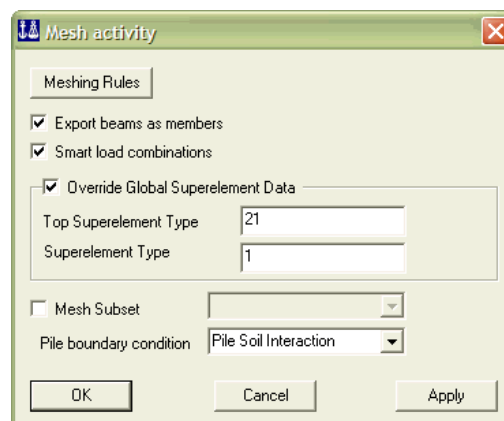 Mesh activity
Meshing Rules
Export beams as members
Smart load combinations
Override Global Superelement Data
Top Superelement Type 21
Superelement Type 1
Mesh Subset
Pile boundary condition Pile Soil Interaction
OK Cancel Apply